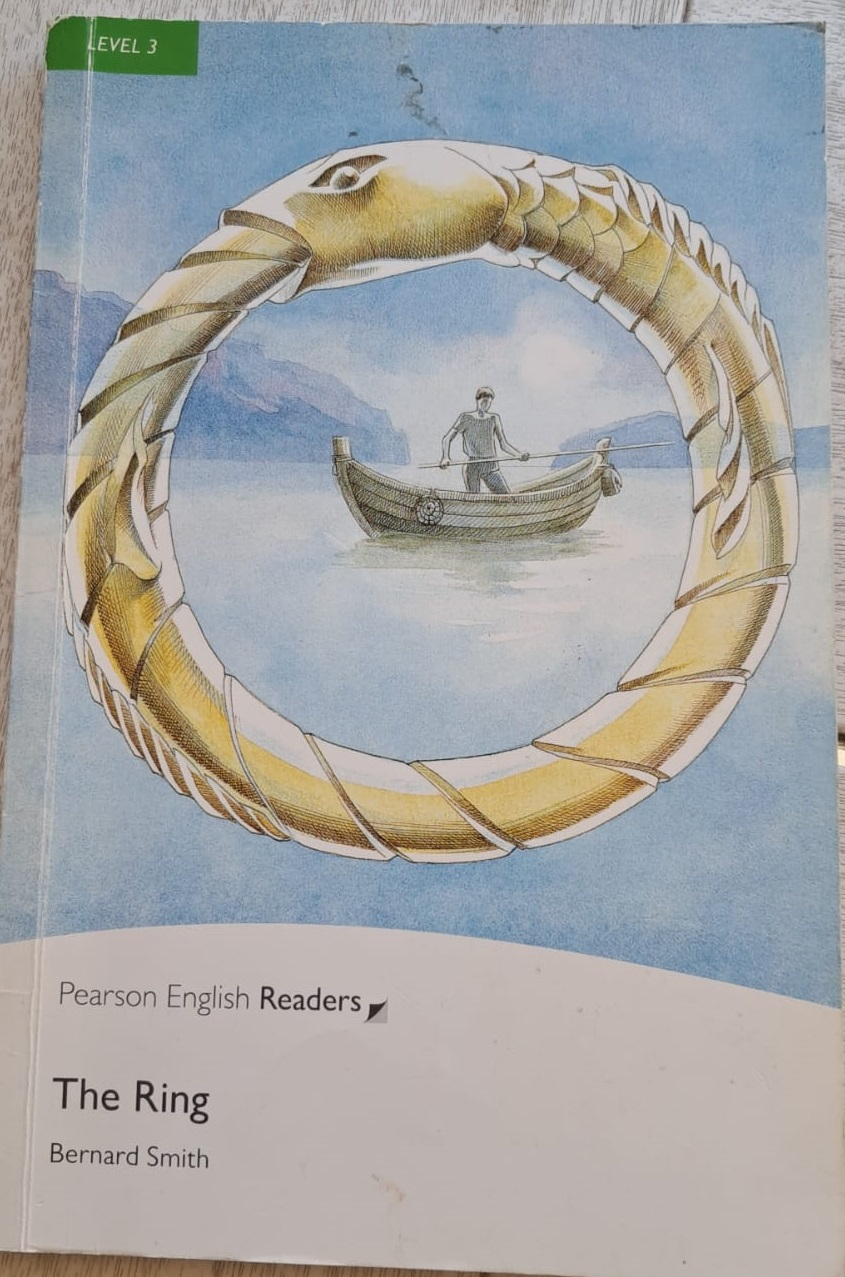 LEVEL 3
Pearson English Readers
The Ring
Bernard Smith